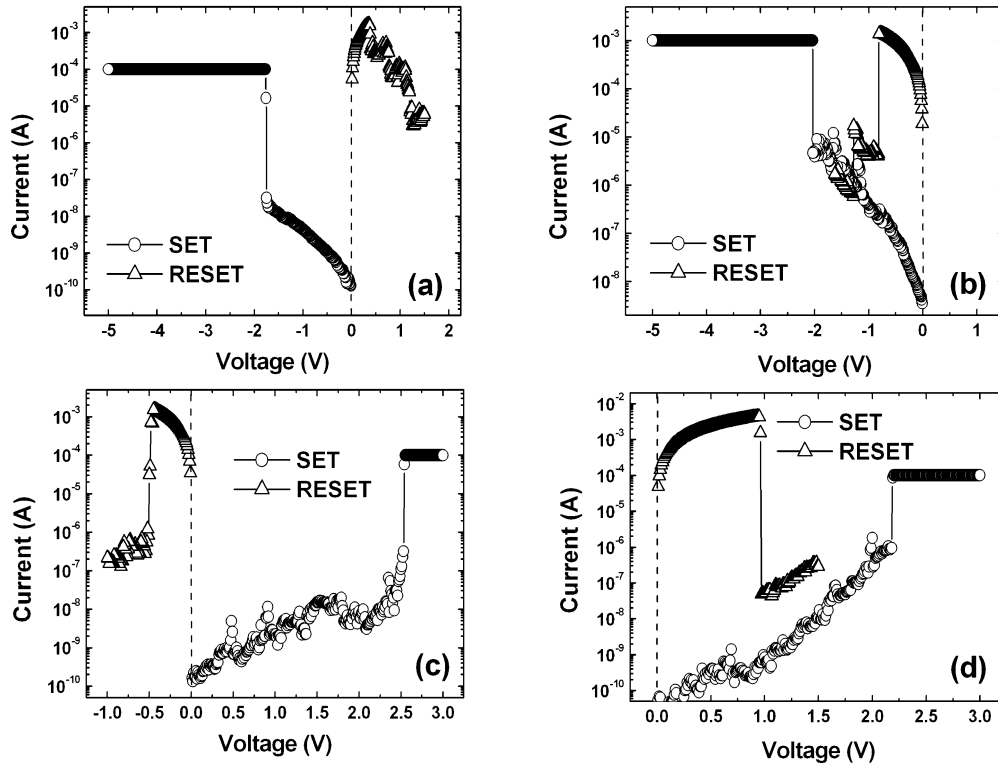 10⁻³
10⁻⁴
10⁻⁵
10⁻⁶
10⁻⁷
10⁻⁸
10⁻⁹
10⁻¹⁰
Current (A)
SET
RESET
(a)
-5 -4 -3 -2 -1 0 1 2
Voltage (V)
10⁻³
10⁻⁴
10⁻⁵
10⁻⁶
10⁻⁷
10⁻⁸
Current (A)
SET
RESET
(b)
-5 -4 -3 -2 -1 0 1
Voltage (V)
10⁻³
10⁻⁴
10⁻⁵
10⁻⁶
10⁻⁷
10⁻⁸
10⁻⁹
10⁻¹⁰
Current (A)
SET
RESET
(c)
-1.0 -0.5 0.0 0.5 1.0 1.5 2.0 2.5 3.0
Voltage (V)
10⁻²
10⁻³
10⁻⁴
10⁻⁵
10⁻⁶
10⁻⁷
10⁻⁸
10⁻⁹
10⁻¹⁰
Current (A)
SET
RESET
(d)
0.0 0.5 1.0 1.5 2.0 2.5 3.0
Voltage (V)